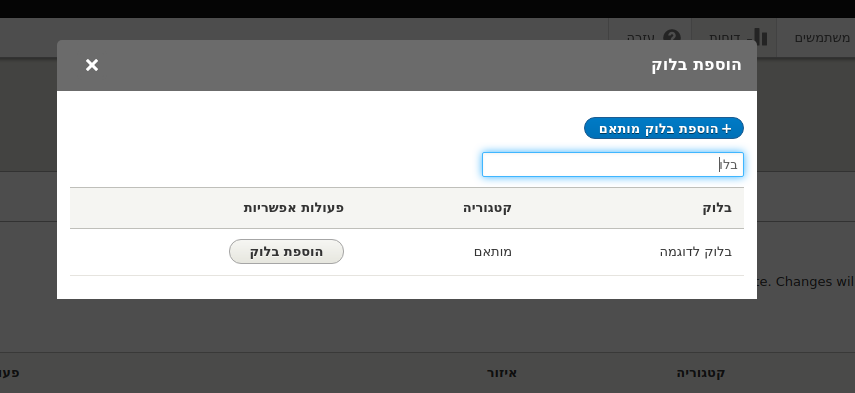 משתמשים דוחות עזרה
הוספת בלוק
+ הוספת בלוק מותאם
בלו
בלוק קטגוריה פעולות אפשריות
בלוק לדוגמה מותאם הוספת בלוק
ce. Changes wil
קטגוריה איזור פעו